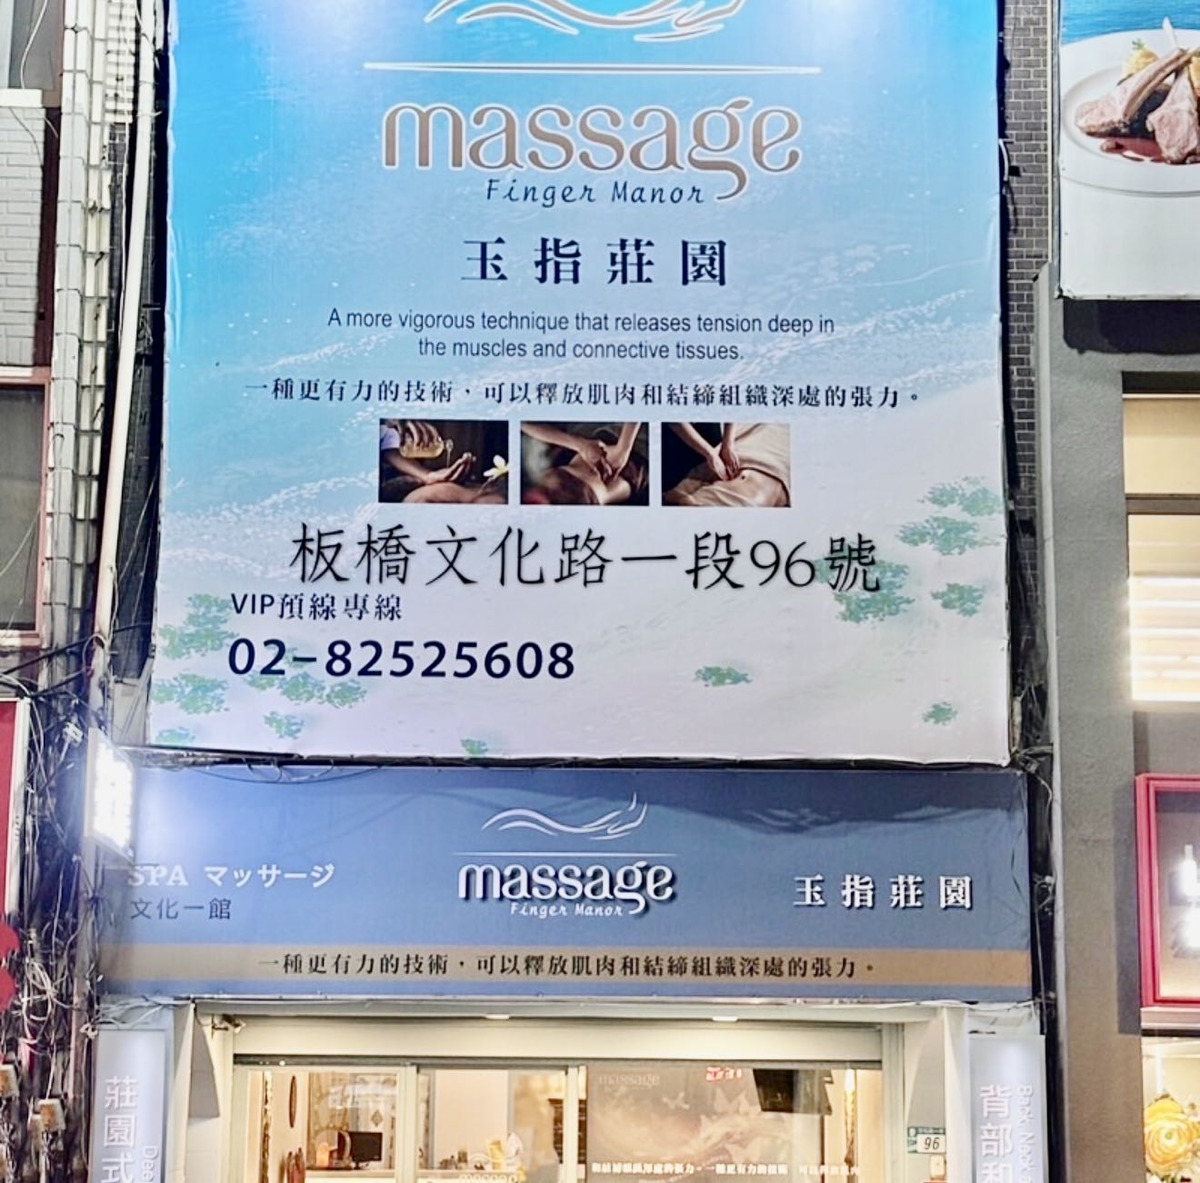 massage
Finger Manor
玉指莊園
A more vigorous technique that releases tension deep in
the muscles and connective tissues.
一種更有力的技術，可以釋放肌肉和結締組織深處的張力。
板橋文化路一段96號
VIP預線專線
02-82525608
SPA マッサージ
文化一館
massage
Finger Manor
玉指莊園
一種更有力的技術，可以釋放肌肉和結締組織深處的張力。
莊園式
背部和
Back Neck
massage
96